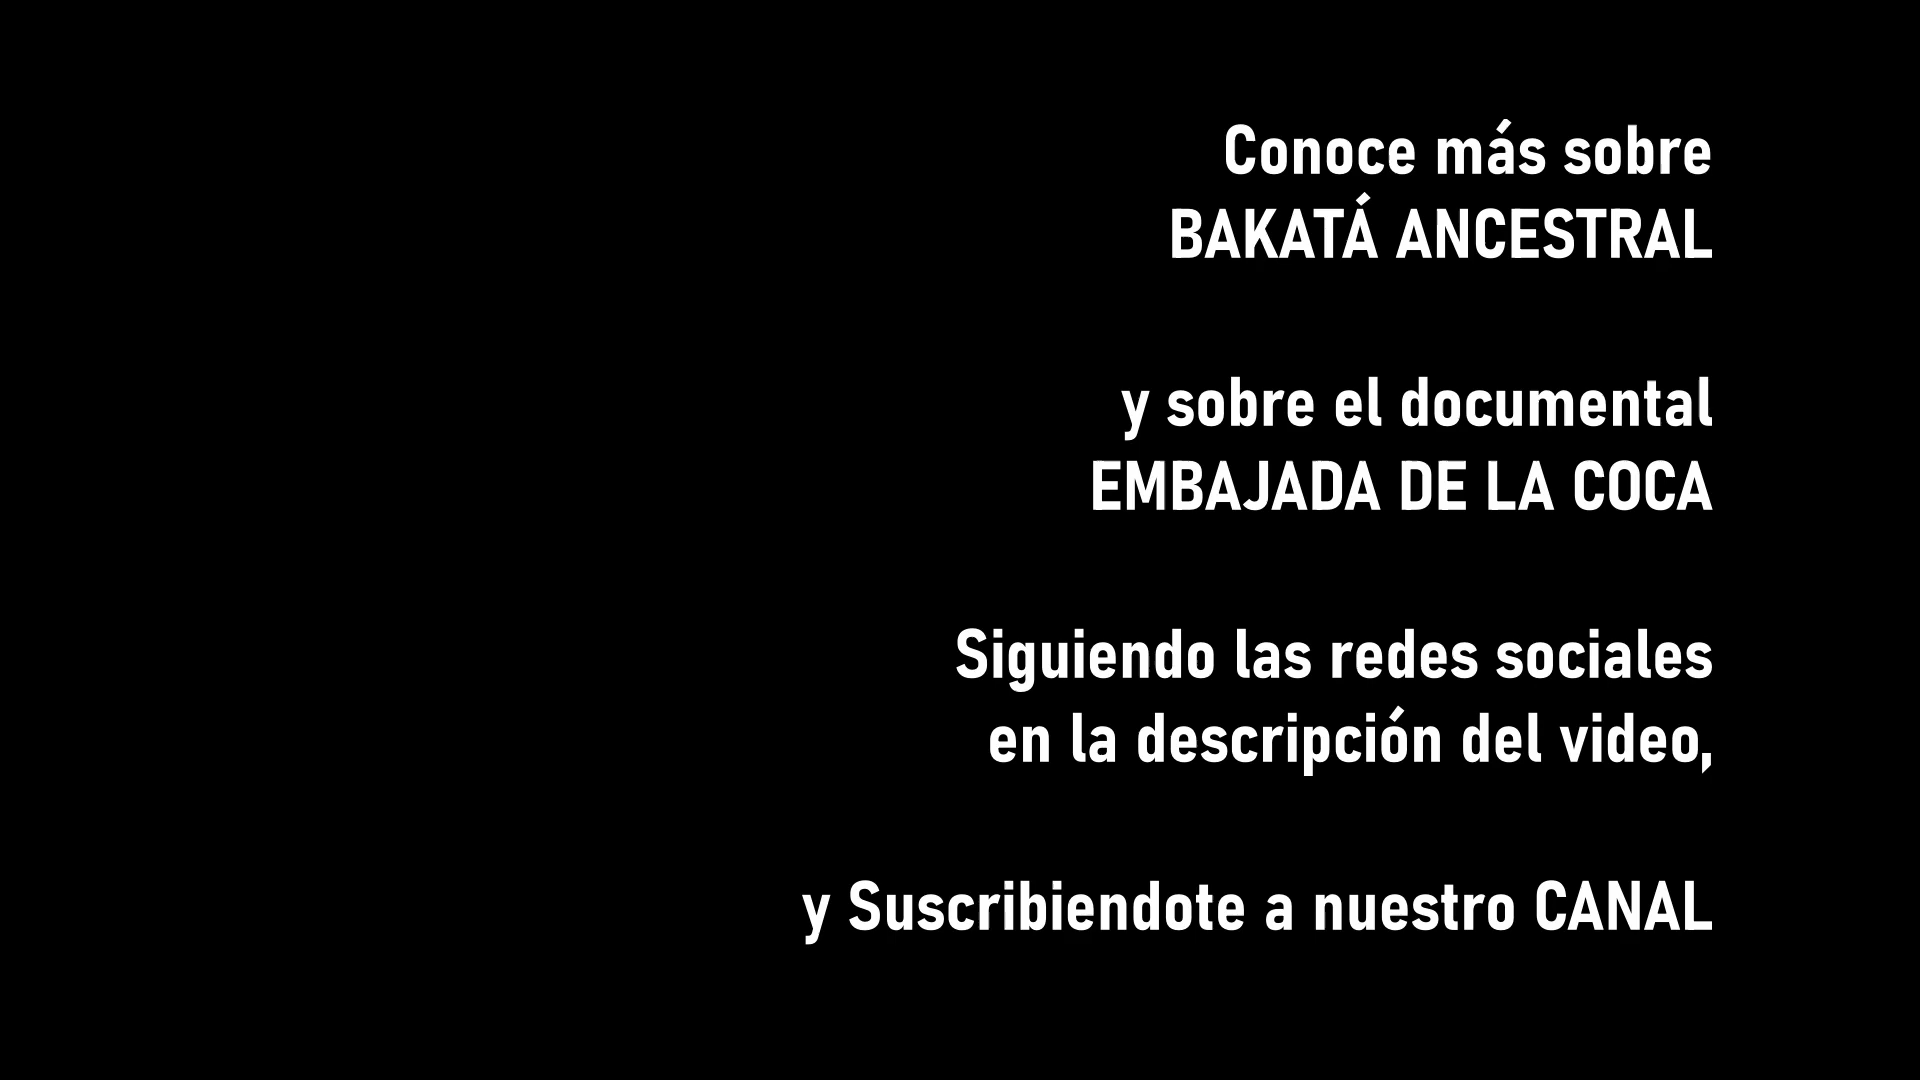 Conoce más sobre
BAKATÁ ANCESTRAL
y sobre el documental
EMBAJADA DE LA COCA
Siguiendo las redes sociales
en la descripción del video,
y Suscribiendote a nuestro CANAL